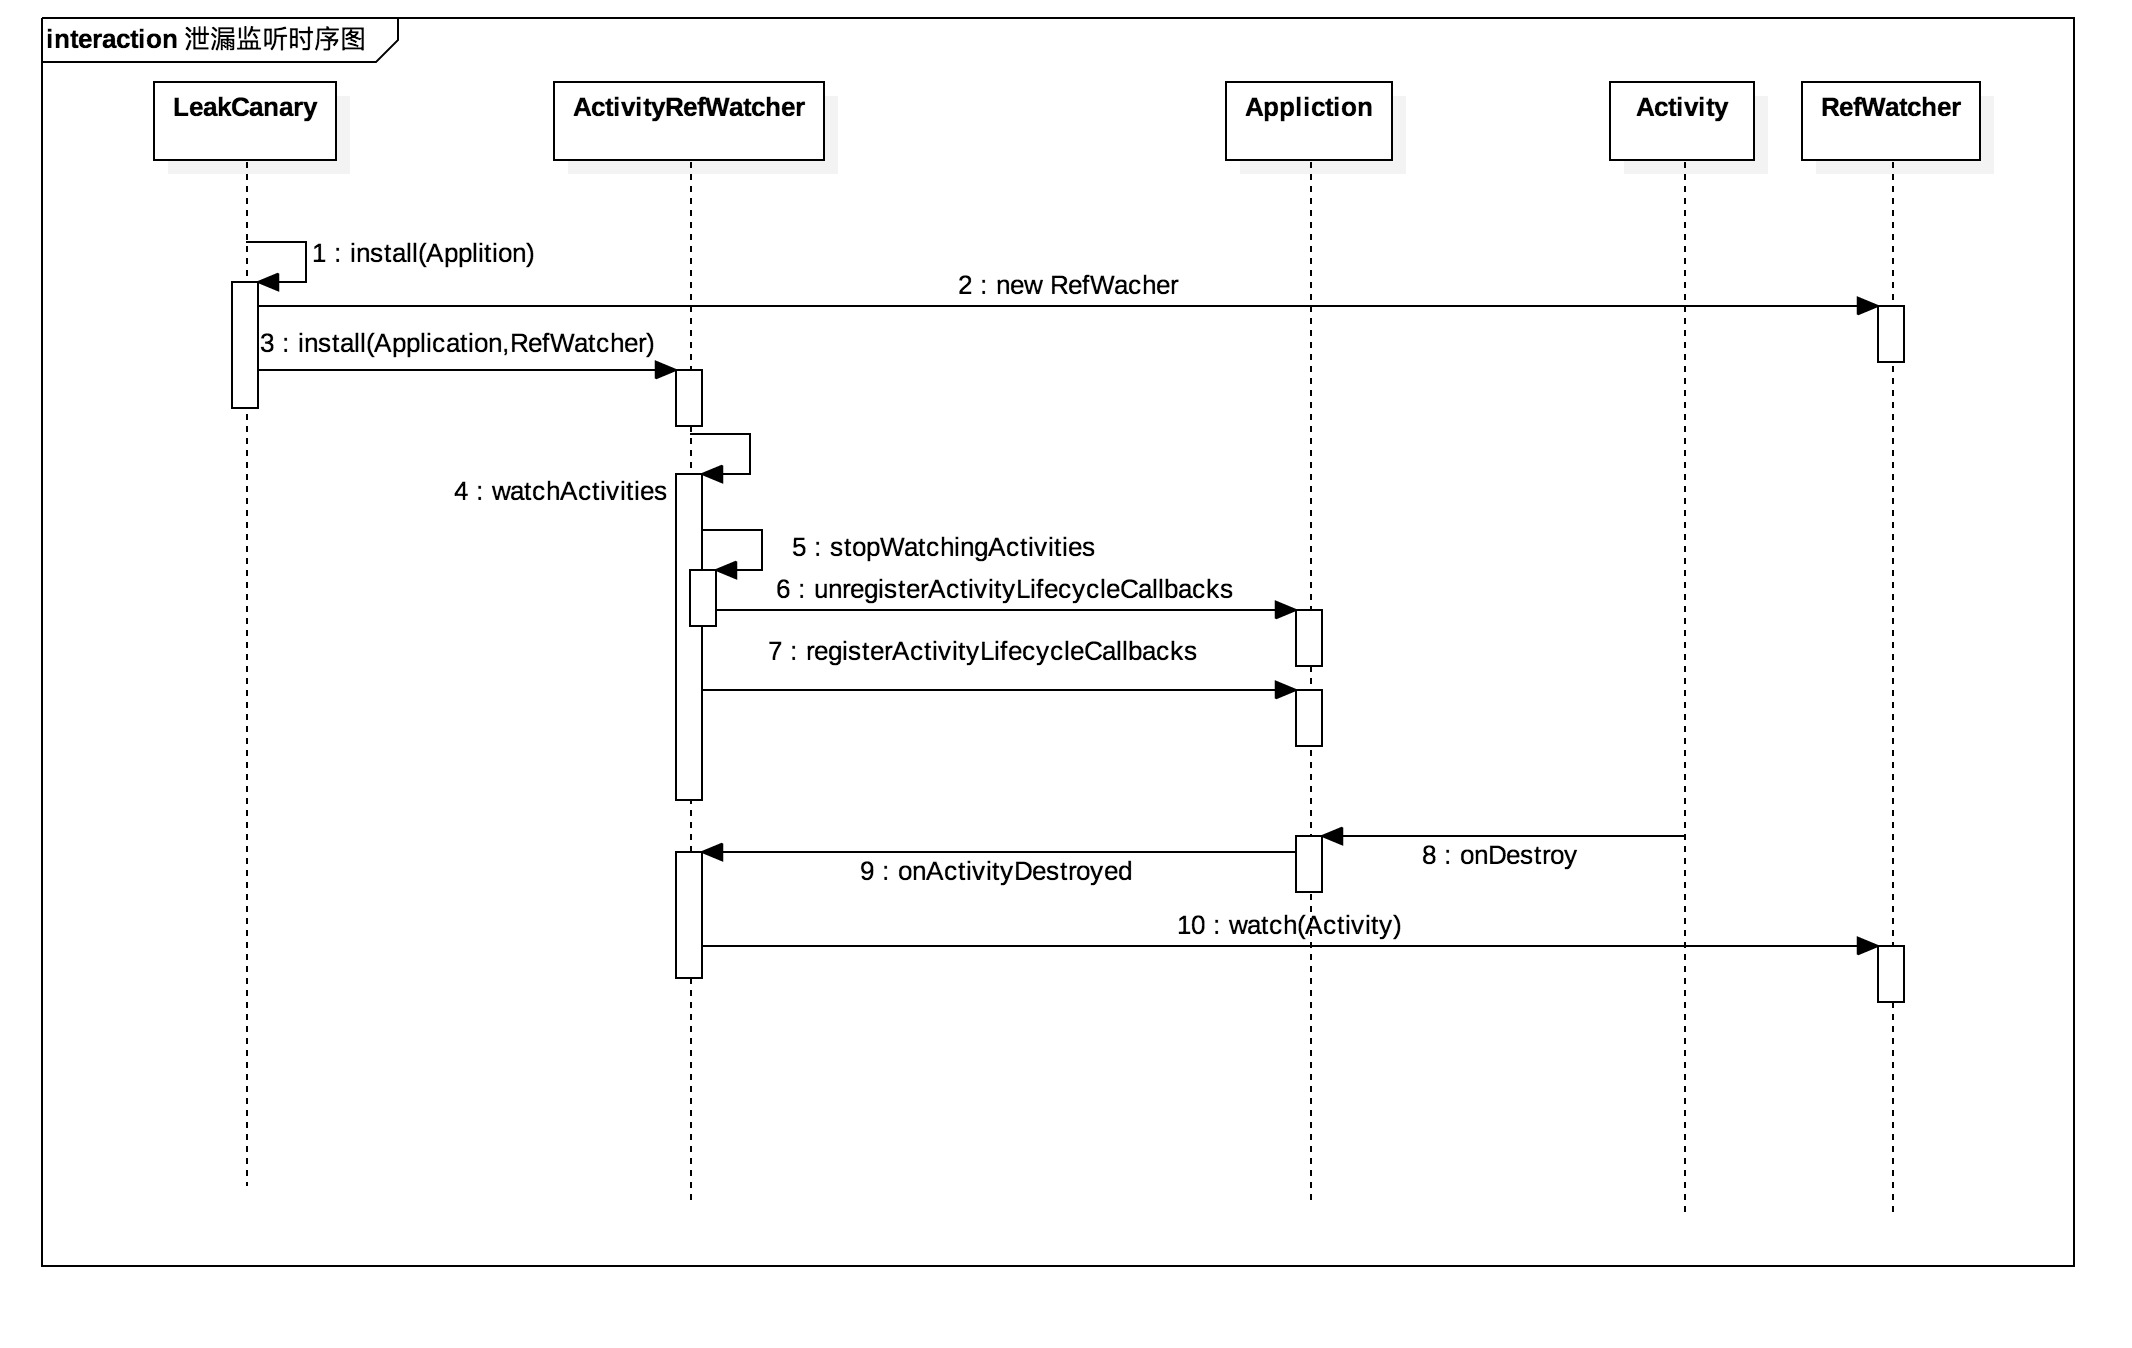 interaction 泄漏监听时序图
LeakCanary
ActivityRefWatcher
Appliction
Activity
RefWatcher
1 : install(Applition)
2 : new RefWacher
3 : install(Application,RefWatcher)
4 : watchActivities
5 : stopWatchingActivities
6 : unregisterActivityLifecycleCallbacks
7 : registerActivityLifecycleCallbacks
8 : onDestroy
9 : onActivityDestroyed
10 : watch(Activity)